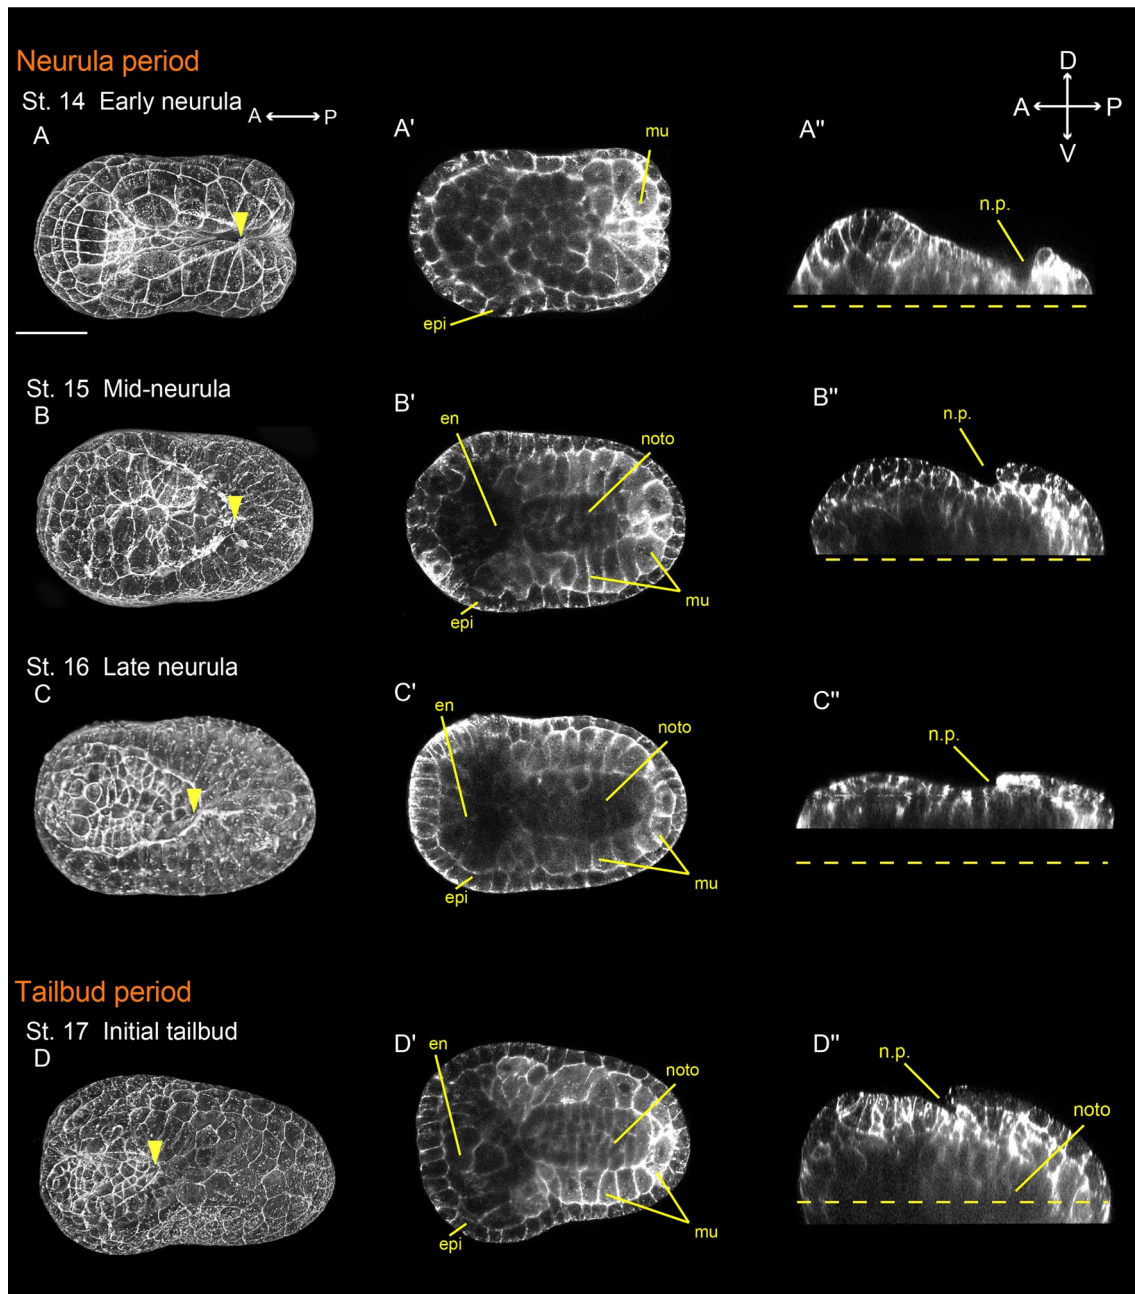 Neurula period
St. 14  Early neurula
A
P
D
A
P
V
A
A'
A''
mu
epi
n.p.
St. 15  Mid-neurula
B
B'
B''
en
noto
mu
epi
n.p.
St. 16  Late neurula
C
C'
C''
en
noto
mu
epi
n.p.
Tailbud period
St. 17  Initial tailbud
D
D'
D''
en
noto
mu
epi
n.p.
noto